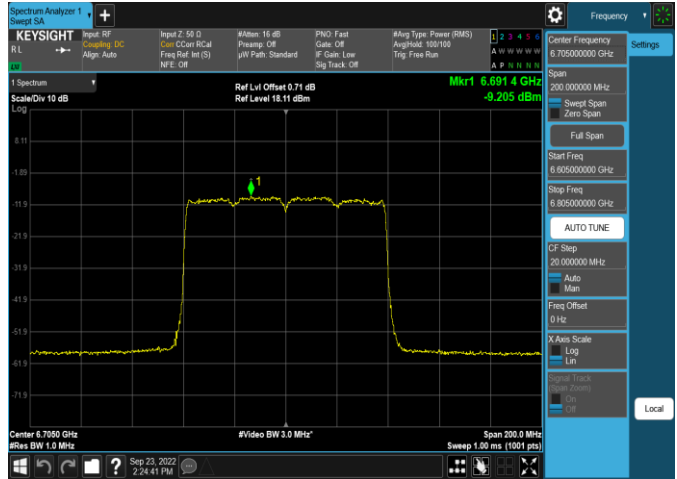 Spectrum Analyzer 1
Swept SA
Frequency
KEYSIGHT
RL
Input: RF
Coupling: DC
Align: Auto
Input Z: 50 Ω
Corr CCorr RCal
Freq Ref: Int (S)
NFE: Off
#Atten: 16 dB
Preamp: Off
µW Path: Standard
PNO: Fast
Gate: Off
IF Gain: Low
Sig Track: Off
#Avg Type: Power (RMS)
Avg|Hold: 100/100
Trig: Free Run
1 2 3 4 5 6
A W W W W W
A P N N N N
1 Spectrum
Scale/Div 10 dB
Ref Lvl Offset 0.71 dB
Ref Level 18.11 dBm
Mkr1 6.691 4 GHz
-9.205 dBm
Log
8.11
-1.89
-11.9
-21.9
-31.9
-41.9
-51.9
-61.9
-71.9
1
Center 6.7050 GHz
#Res BW 1.0 MHz
#Video BW 3.0 MHz*
Span 200.0 MHz
Sweep 1.00 ms (1001 pts)
Sep 23, 2022
2:24:41 PM
Center Frequency
6.705000000 GHz
Settings
Span
200.000000 MHz
Swept Span
Zero Span
Full Span
Start Freq
6.605000000 GHz
Stop Freq
6.805000000 GHz
AUTO TUNE
CF Step
20.000000 MHz
Auto
Man
Freq Offset
0 Hz
X Axis Scale
Log
Lin
Signal Track
(Span Zoom)
On
Off
Local